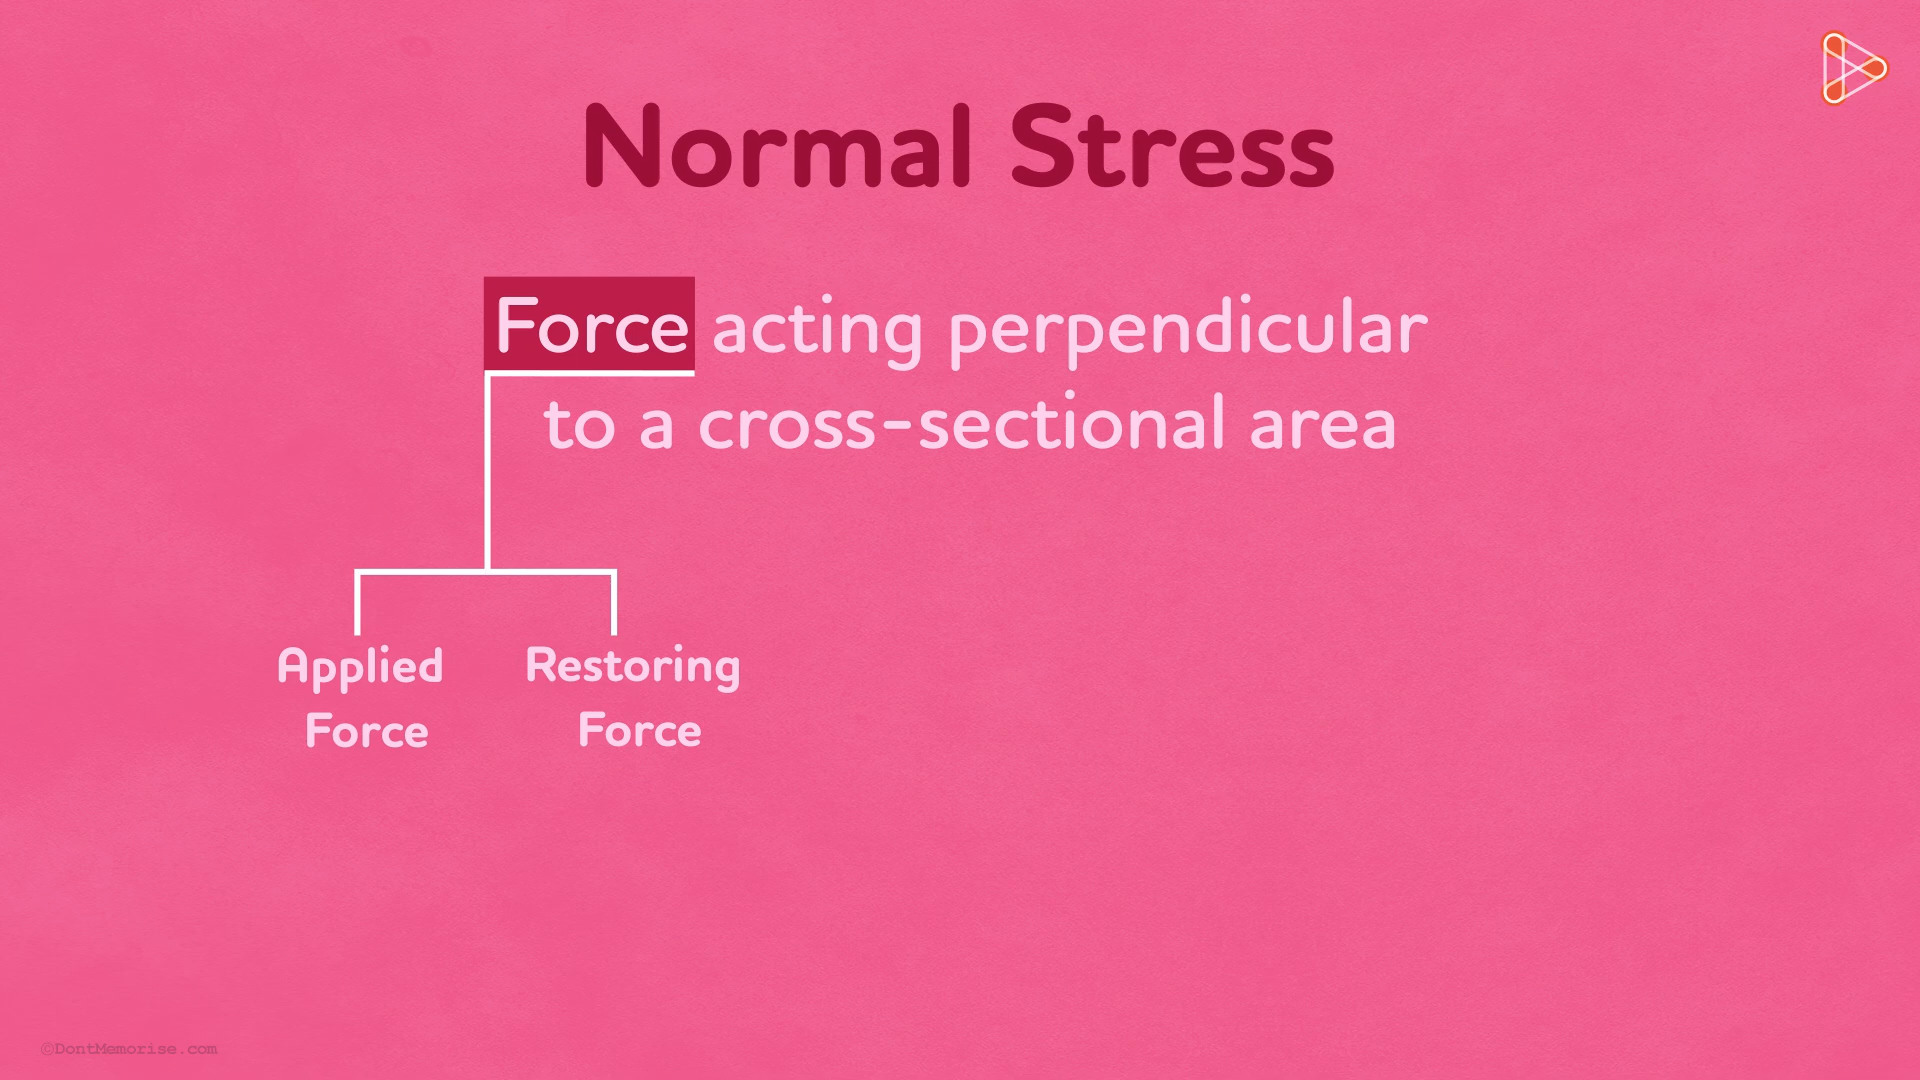 Normal Stress
Force acting perpendicular
to a cross-sectional area
Applied
Force
Restoring
Force
©DontMemorise.com